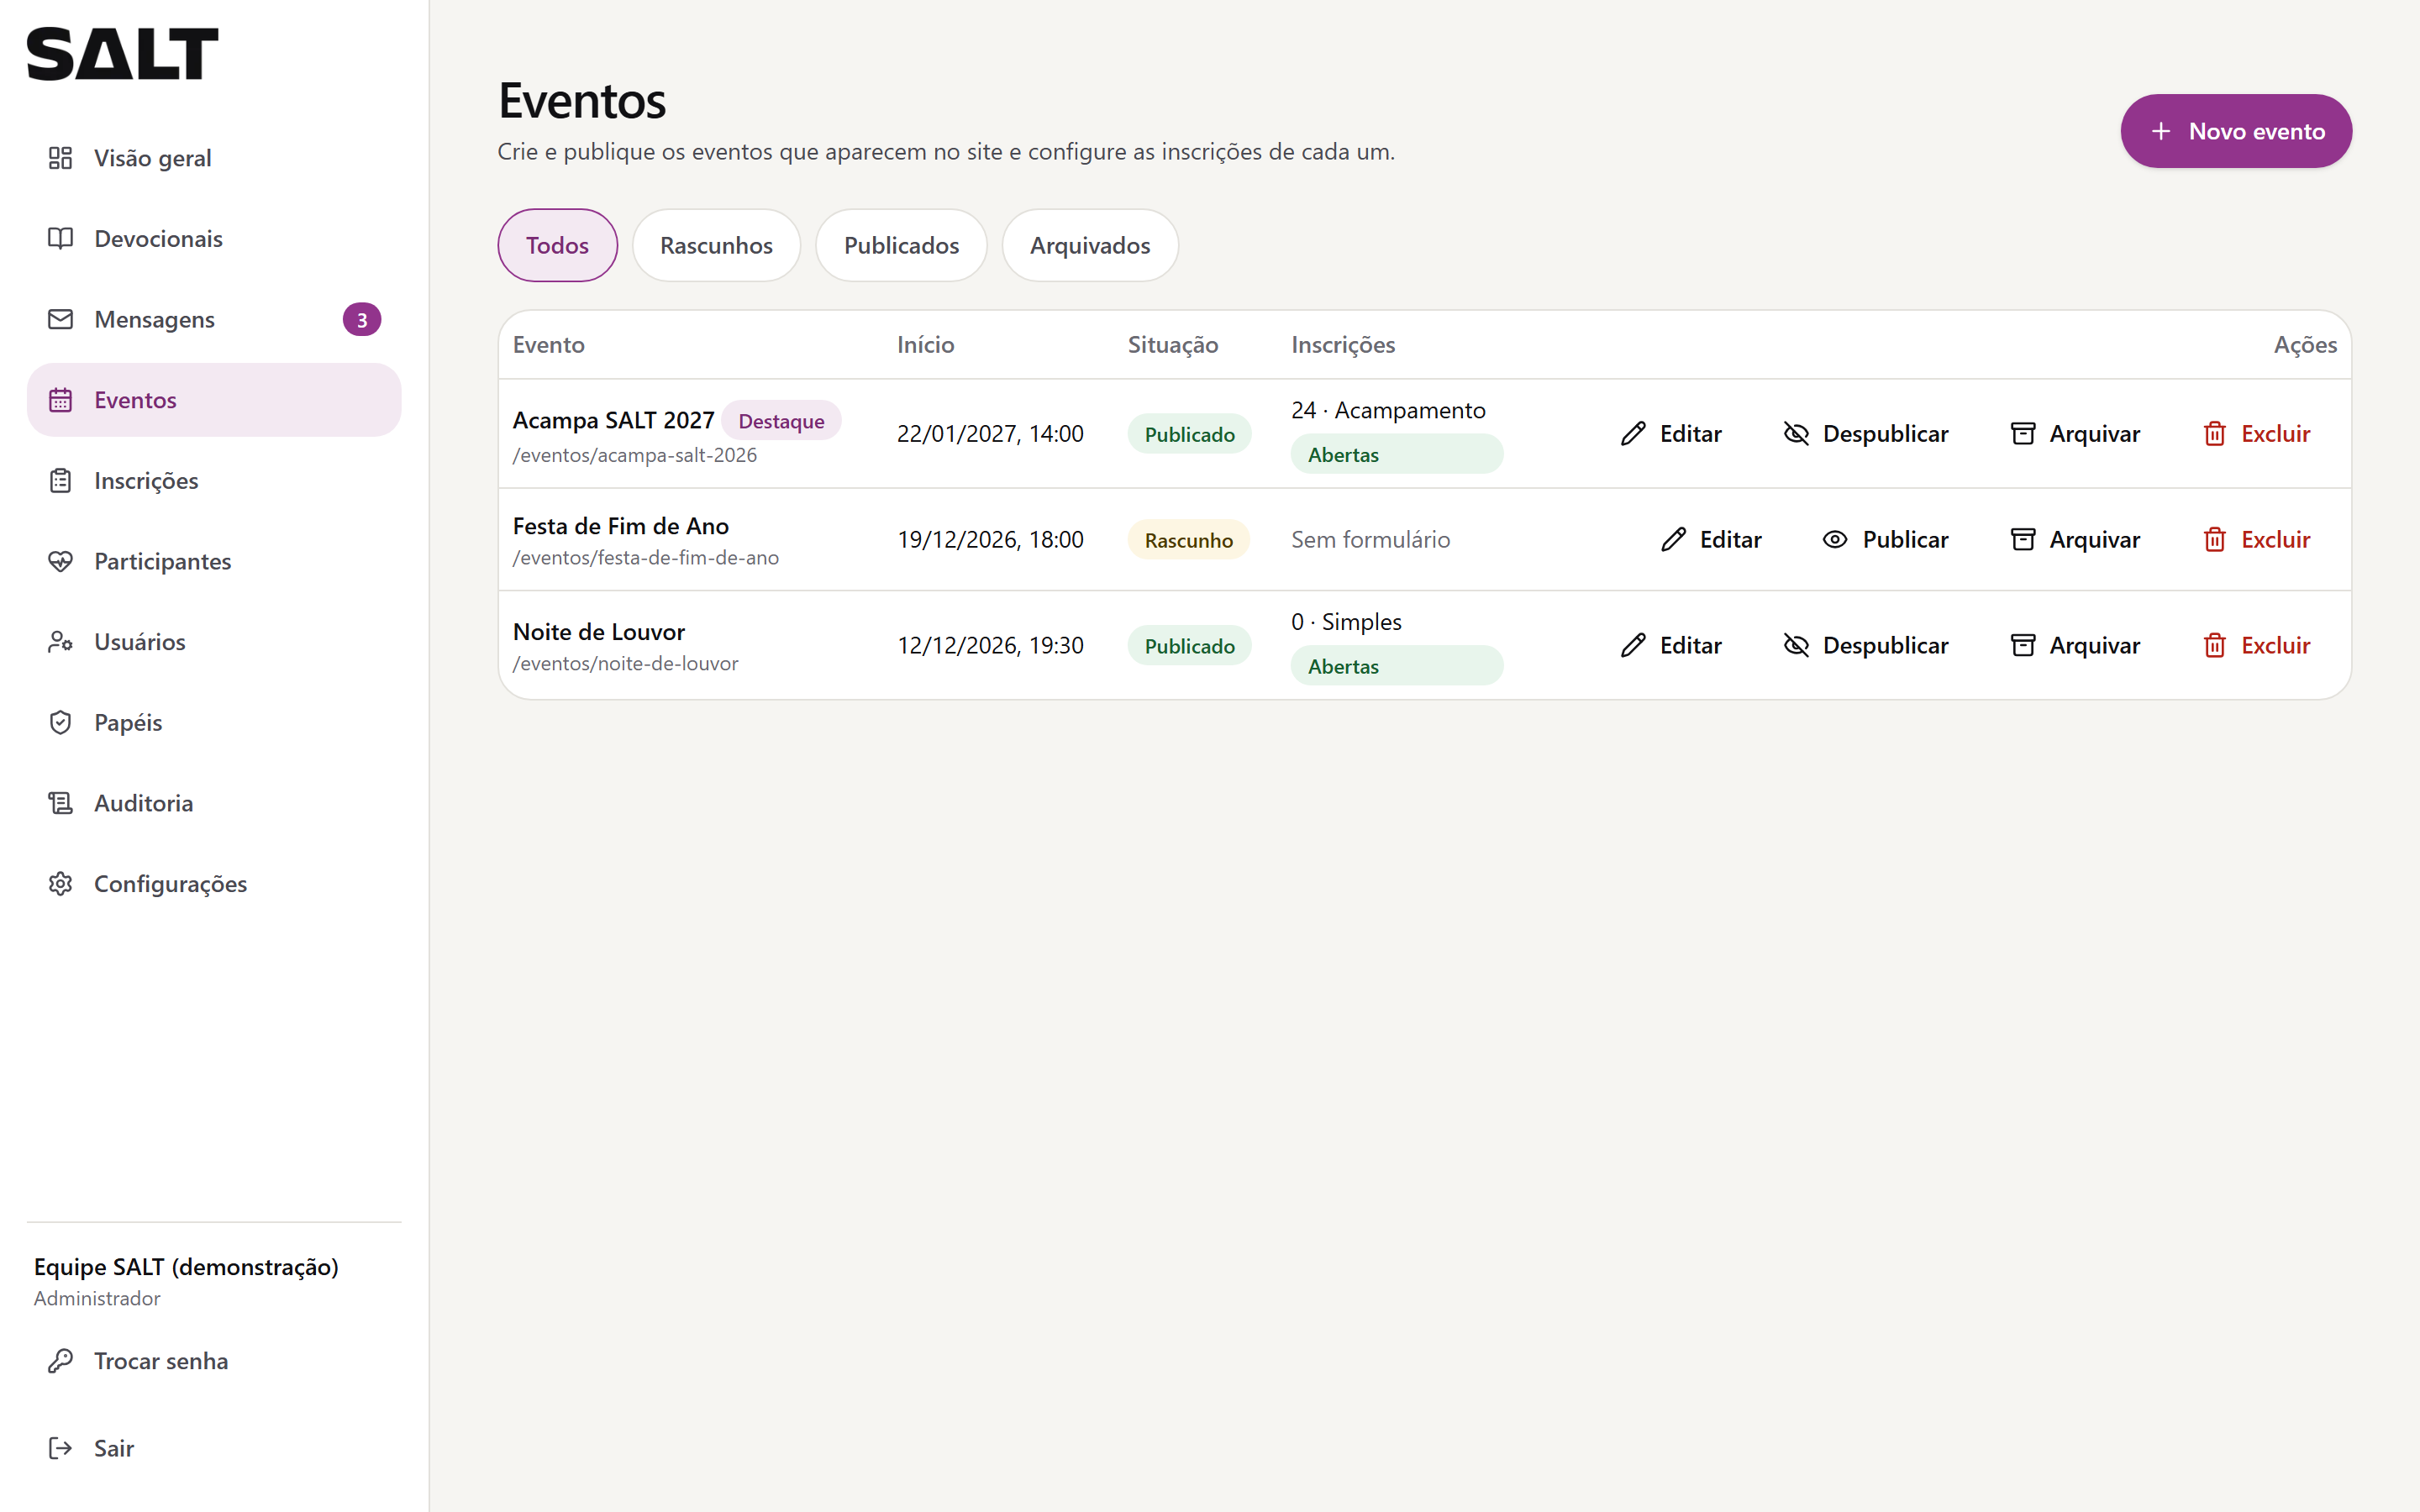 SALT
Visão geral
Devocionais
Mensagens 3
Eventos
Inscrições
Participantes
Usuários
Papéis
Auditoria
Configurações
Equipe SALT (demonstração)
Administrador
Trocar senha
Sair
Eventos
Crie e publique os eventos que aparecem no site e configure as inscrições de cada um.
+ Novo evento
Todos Rascunhos Publicados Arquivados
Evento Início Situação Inscrições Ações
Acampa SALT 2027 Destaque
/eventos/acampa-salt-2026
22/01/2027, 14:00
Publicado
24 · Acampamento
Abertas
Editar Despublicar Arquivar Excluir
Festa de Fim de Ano
/eventos/festa-de-fim-de-ano
19/12/2026, 18:00
Rascunho
Sem formulário
Editar Publicar Arquivar Excluir
Noite de Louvor
/eventos/noite-de-louvor
12/12/2026, 19:30
Publicado
0 · Simples
Abertas
Editar Despublicar Arquivar Excluir